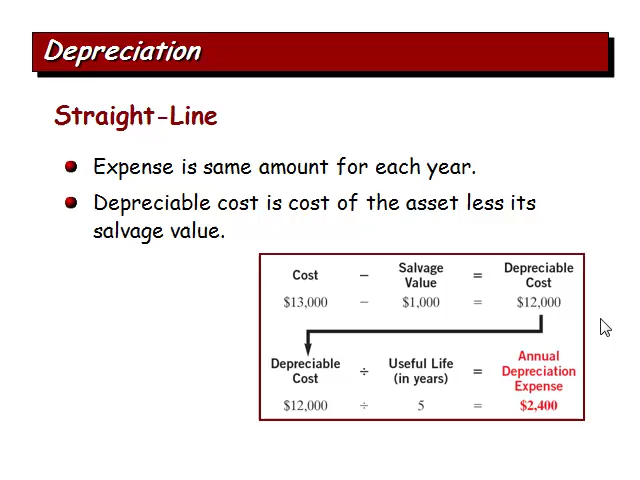 Depreciation
Straight-Line
Expense is same amount for each year.
Depreciable cost is cost of the asset less its
salvage value.
Cost – Salvage Value = Depreciable Cost
$13,000 – $1,000 = $12,000
Depreciable Cost ÷ Useful Life (in years) = Annual Depreciation Expense
$12,000 ÷ 5 = $2,400